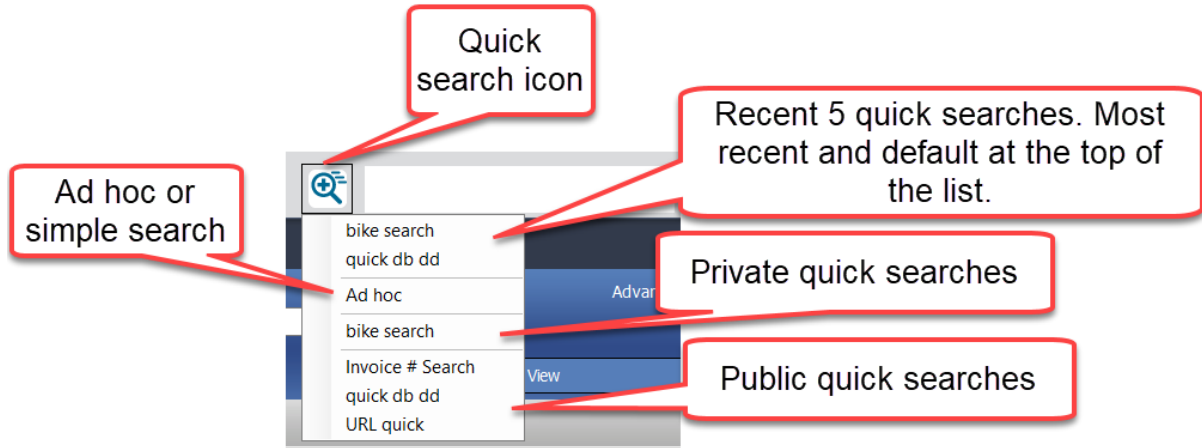 Quick
search icon
Recent 5 quick searches. Most
recent and default at the top of
the list.
Ad hoc or
simple search
bike search
quick db dd
Ad hoc
Advar
Private quick searches
bike search
Invoice # Search
View
quick db dd
Public quick searches
URL quick